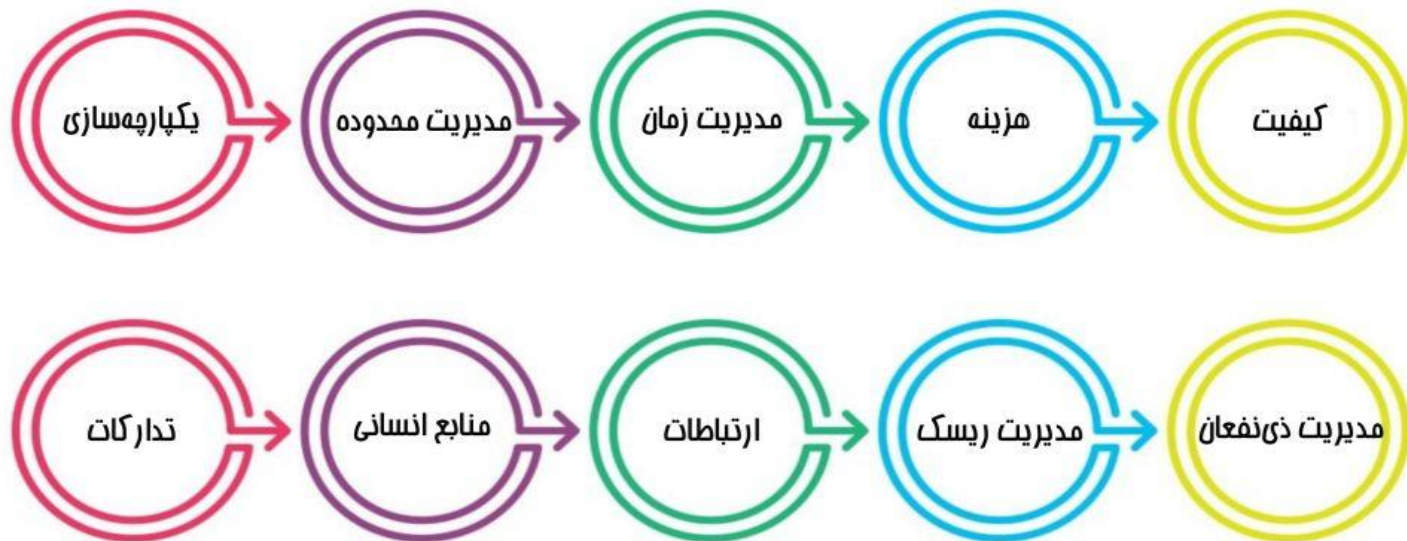 یکپارچه‌سازی
مدیریت محدوده
مدیریت زمان
هزینه
کیفیت
تدارکات
منابع انسانی
ارتباطات
مدیریت ریسک
مدیریت ذی‌نفعان